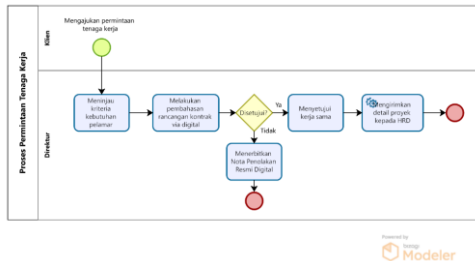 Mengajukan permintaan
tenaga kerja
Proses Permintaan Tenaga Kerja
Klien
Direktur
Meninjau
kriteria
kebutuhan
pelamar
Melakukan
pembahasan
rancangan kontrak
via digital
Disetujui?
Ya
Tidak
Menyetujui
kerja sama
Mengirimkan
detail proyek
kepada HRD
Menerbitkan
Nota Penolakan
Resmi Digital
Powered by
bizagi
Modeler